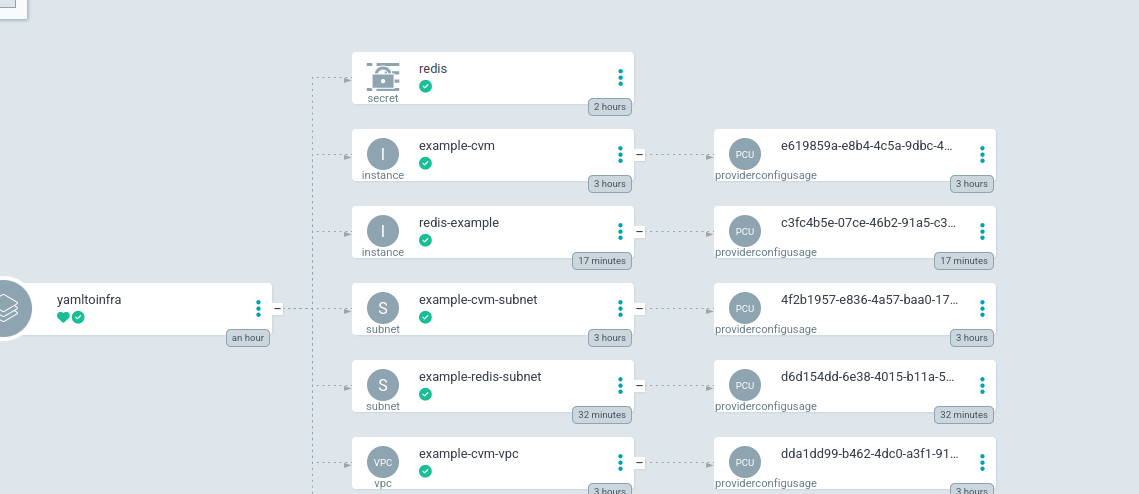 redis
secret
2 hours
I
example-cvm
instance
3 hours
PCU
e619859a-e8b4-4c5a-9dbc-4…
providerconfigusage
3 hours
I
redis-example
instance
17 minutes
PCU
c3fc4b5e-07ce-46b2-91a5-c3…
providerconfigusage
17 minutes
yamltoinfra
an hour
S
example-cvm-subnet
subnet
3 hours
PCU
4f2b1957-e836-4a57-baa0-17…
providerconfigusage
3 hours
S
example-redis-subnet
subnet
32 minutes
PCU
d6d154dd-6e38-4015-b11a-5…
providerconfigusage
32 minutes
VPC
example-cvm-vpc
vpc
3 hours
PCU
dda1dd99-b462-4dc0-a3f1-91…
providerconfigusage
3 hours